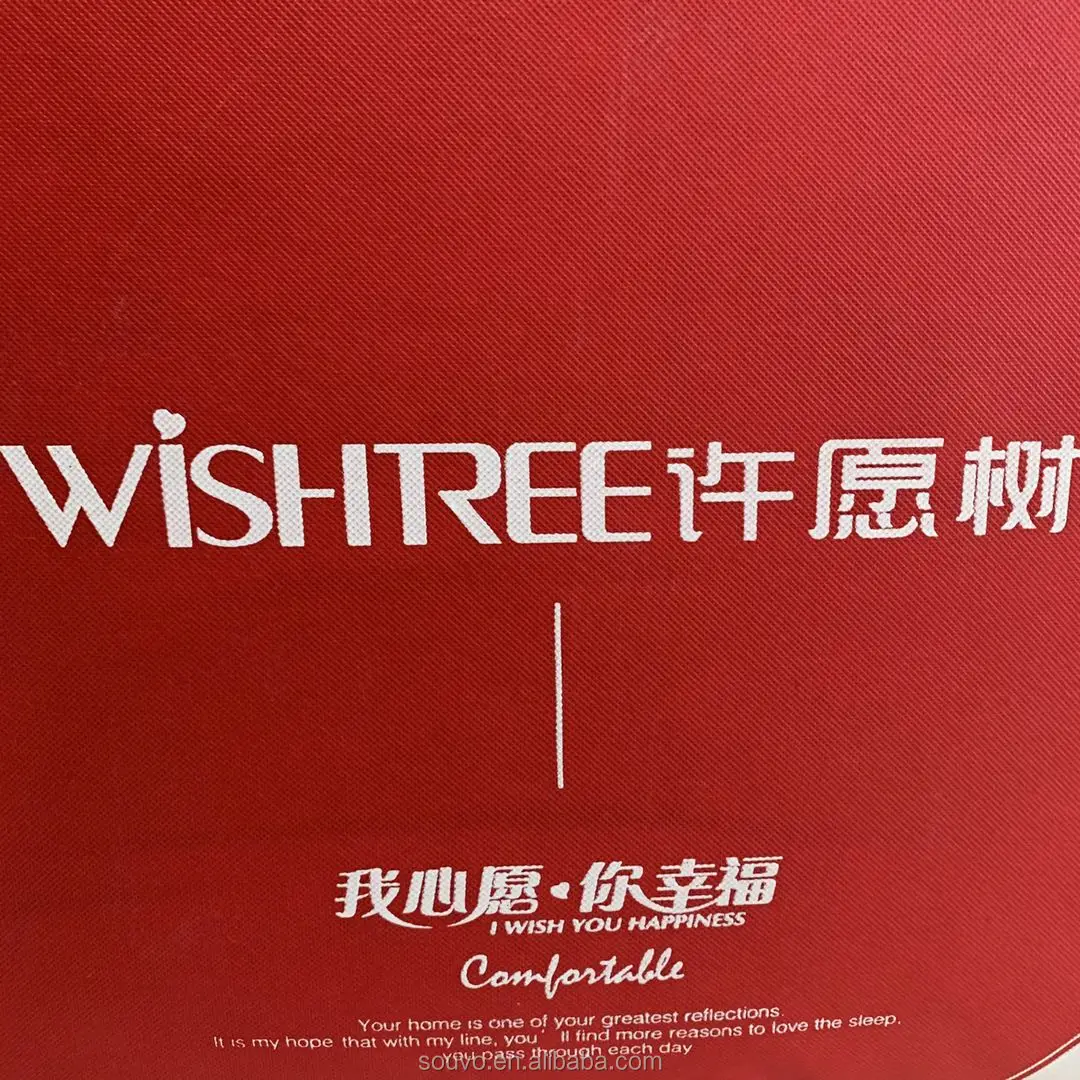 WiSHTREE许愿树
我心愿·你幸福
I WISH YOU HAPPINESS
Comfortable
Your home is one of your greatest reflections.
It is my hope that with my line, you' ll find more reasons to love the sleep,
you pass through each day
souvo.en.alibaba.com